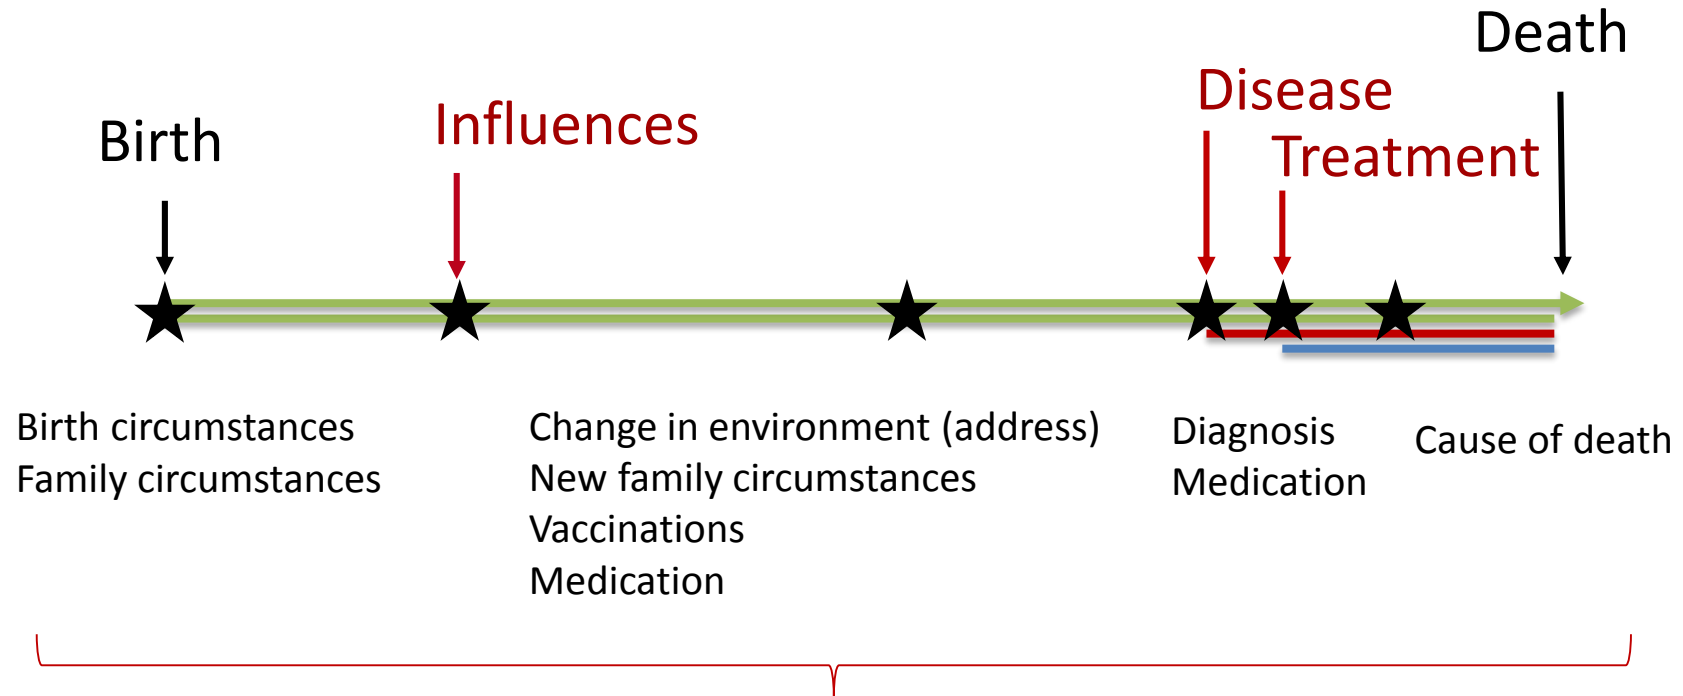 Death
Disease
Influences
Birth
Treatment
Birth circumstances
Family circumstances
Change in environment (address)
New family circumstances
Vaccinations
Medication
Diagnosis
Medication
Cause of death